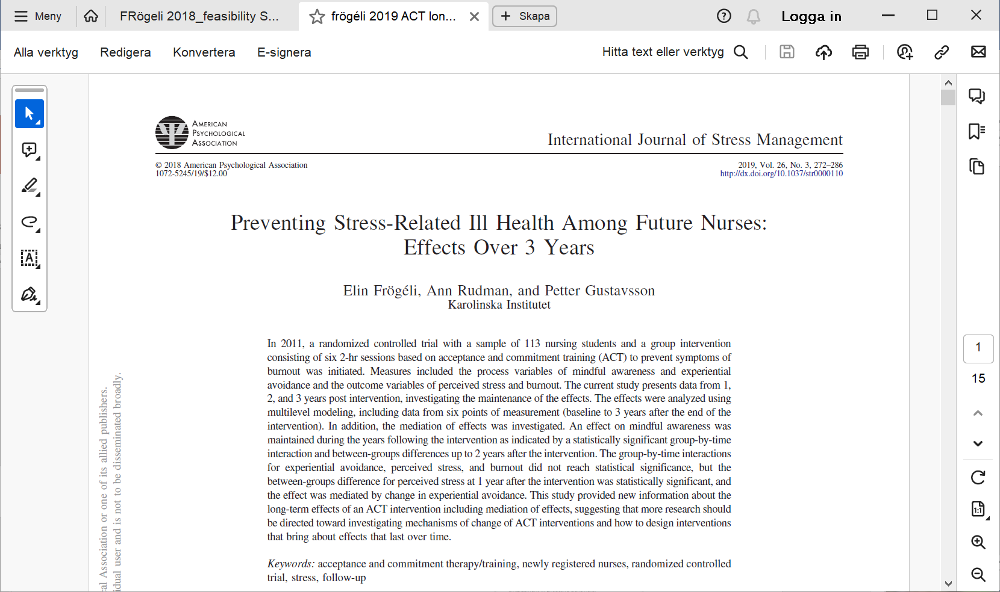 Meny
FRögeli 2018_feasibility S...
frögéli 2019 ACT lon...
Skapa
Logga in
Alla verktyg
Redigera
Konvertera
E-signera
Hitta text eller verktyg
AMERICAN
PSYCHOLOGICAL
ASSOCIATION
International Journal of Stress Management
© 2018 American Psychological Association
1072-5245/19/$12.00
2019, Vol. 26, No. 3, 272–286
http://dx.doi.org/10.1037/str0000110
Preventing Stress-Related Ill Health Among Future Nurses:
Effects Over 3 Years
Elin Frögéli, Ann Rudman, and Petter Gustavsson
Karolinska Institutet
In 2011, a randomized controlled trial with a sample of 113 nursing students and a group intervention
consisting of six 2-hr sessions based on acceptance and commitment training (ACT) to prevent symptoms of
burnout was initiated. Measures included the process variables of mindful awareness and experiential
avoidance and the outcome variables of perceived stress and burnout. The current study presents data from 1,
2, and 3 years post intervention, investigating the maintenance of the effects. The effects were analyzed using
multilevel modeling, including data from six points of measurement (baseline to 3 years after the end of the
intervention). In addition, the mediation of effects was investigated. An effect on mindful awareness was
maintained during the years following the intervention as indicated by a statistically significant group-by-time
interaction and between-groups differences up to 2 years after the intervention. The group-by-time interactions
for experiential avoidance, perceived stress, and burnout did not reach statistical significance, but the
between-groups difference for perceived stress at 1 year after the intervention was statistically significant, and
the effect was mediated by change in experiential avoidance. This study provided new information about the
long-term effects of an ACT intervention including mediation of effects, suggesting that more research should
be directed toward investigating mechanisms of change of ACT interventions and how to design interventions
that bring about effects that last over time.
Keywords: acceptance and commitment therapy/training, newly registered nurses, randomized controlled
trial, stress, follow-up
al Association or one of its allied publishers.
idual user and is not to be disseminated broadly.
A
1
15
1:1